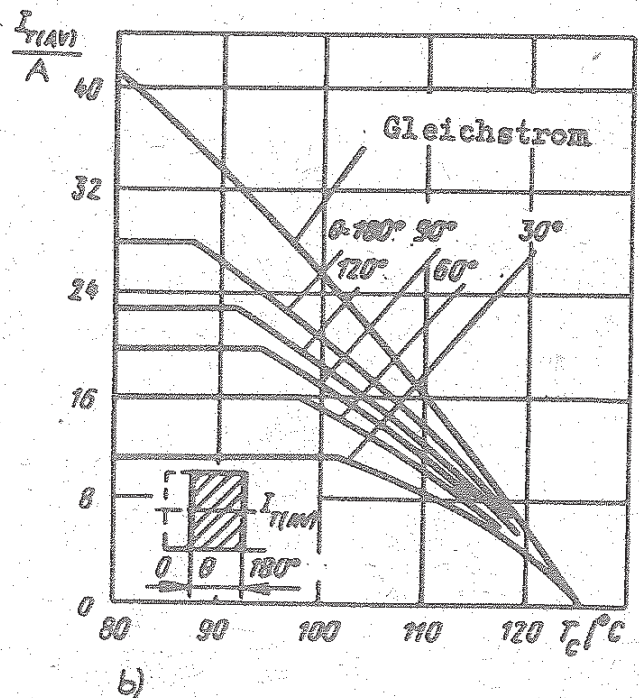 I_T(AV)
A
40
Gleichstrom
32
θ=180° 90° 30°
120° 60°
24
16
8
I_T(AV)
0 θ 180°
0
80 90 100 110 120 T_C/°C
b)